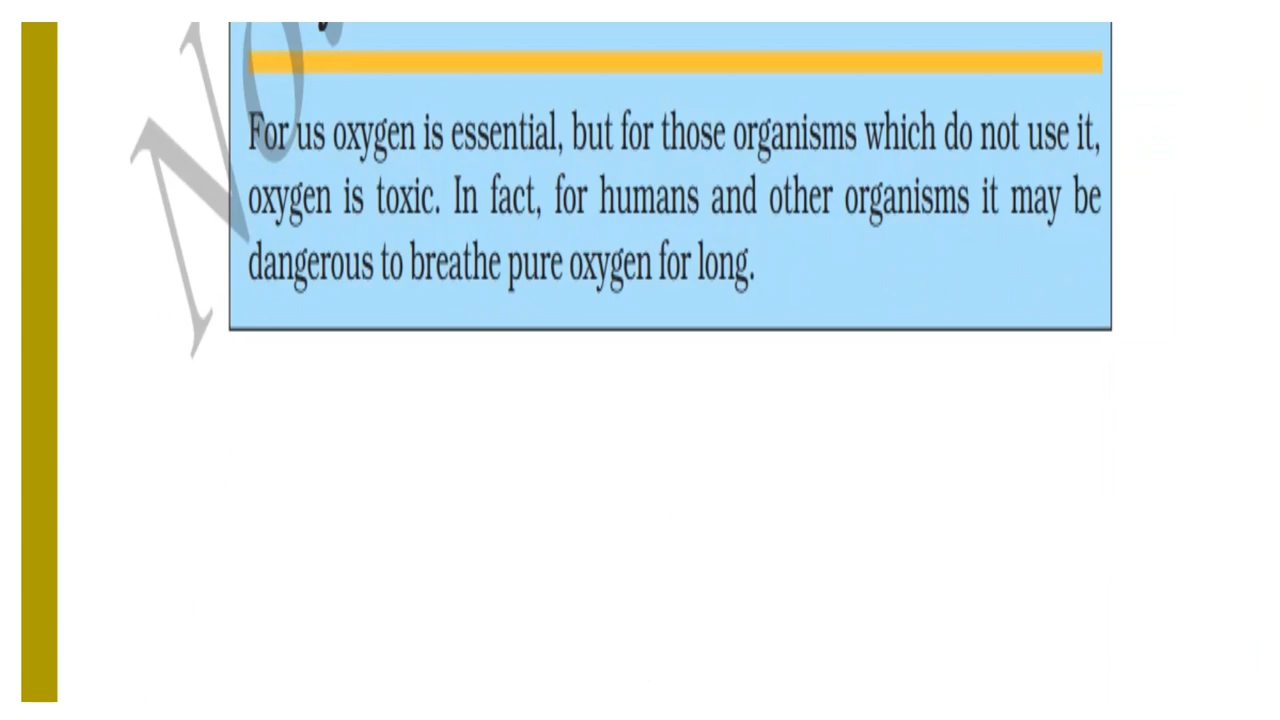 For us oxygen is essential, but for those organisms which do not use it,
oxygen is toxic. In fact, for humans and other organisms it may be
dangerous to breathe pure oxygen for long.
No